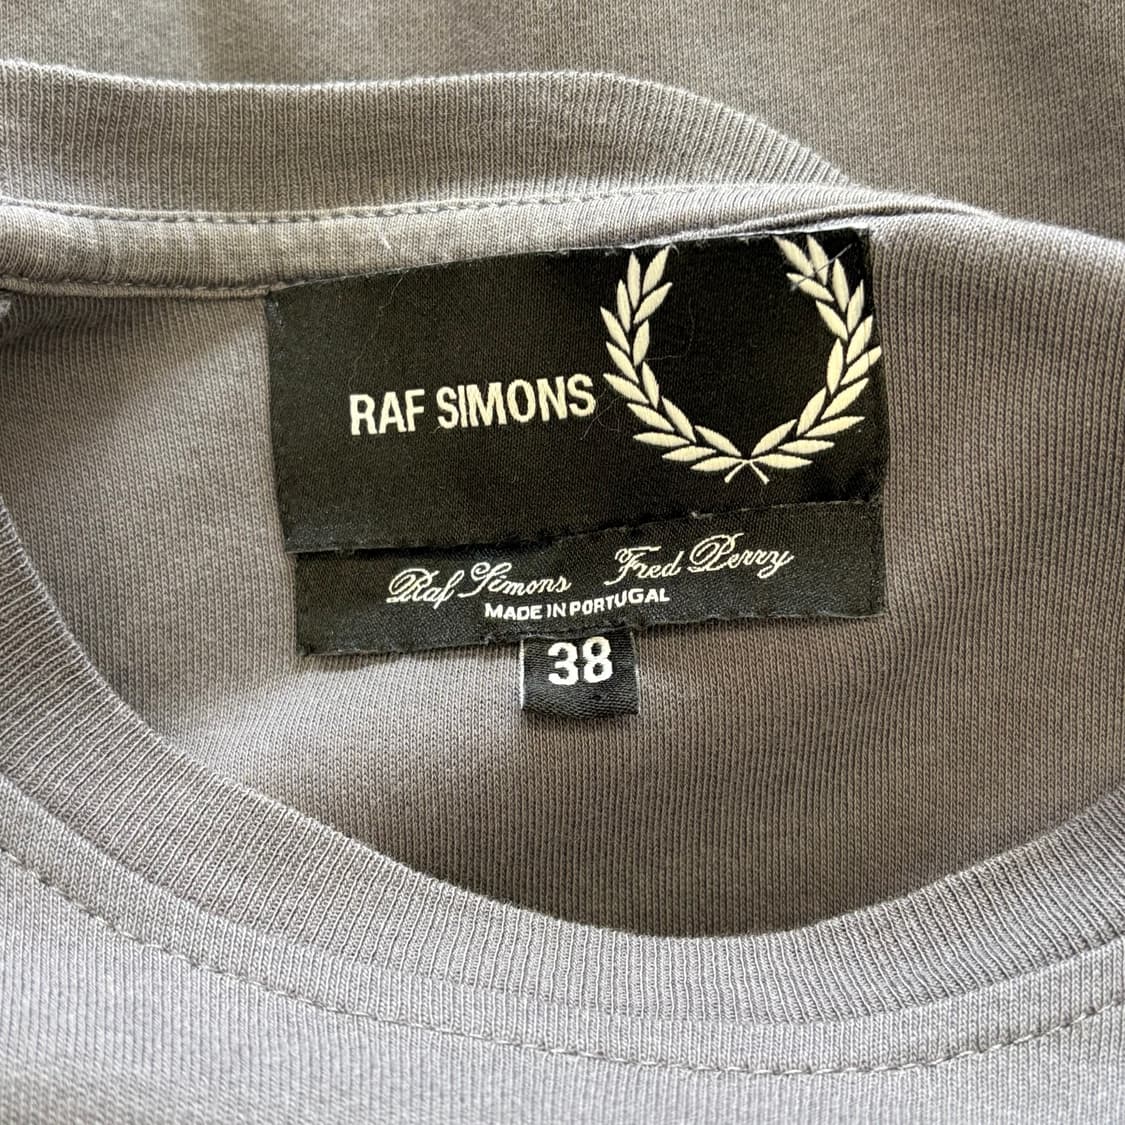 RAF SIMONS
Raf Simons Fred Perry
MADE IN PORTUGAL
38